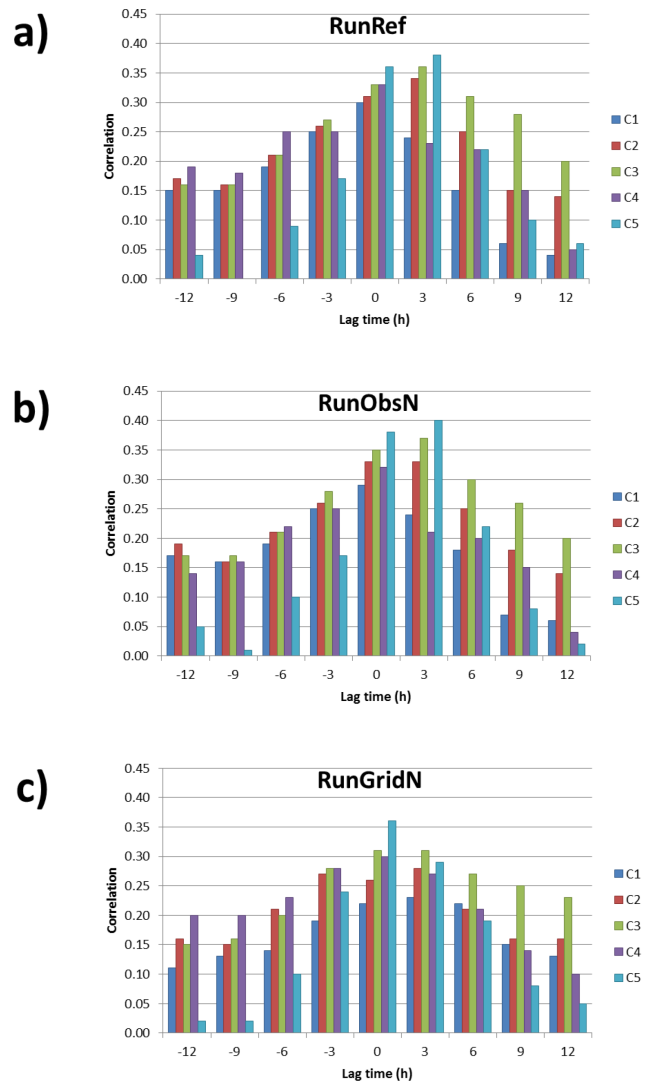 a)
RunRef
0.45
0.40
0.35
0.30
0.25
0.20
0.15
0.10
0.05
0.00
Correlation
-12 -9 -6 -3 0 3 6 9 12
Lag time (h)
C1
C2
C3
C4
C5
b)
RunObsN
0.45
0.40
0.35
0.30
0.25
0.20
0.15
0.10
0.05
0.00
Correlation
-12 -9 -6 -3 0 3 6 9 12
Lag time (h)
C1
C2
C3
C4
C5
c)
RunGridN
0.45
0.40
0.35
0.30
0.25
0.20
0.15
0.10
0.05
0.00
Correlation
-12 -9 -6 -3 0 3 6 9 12
Lag time (h)
C1
C2
C3
C4
C5